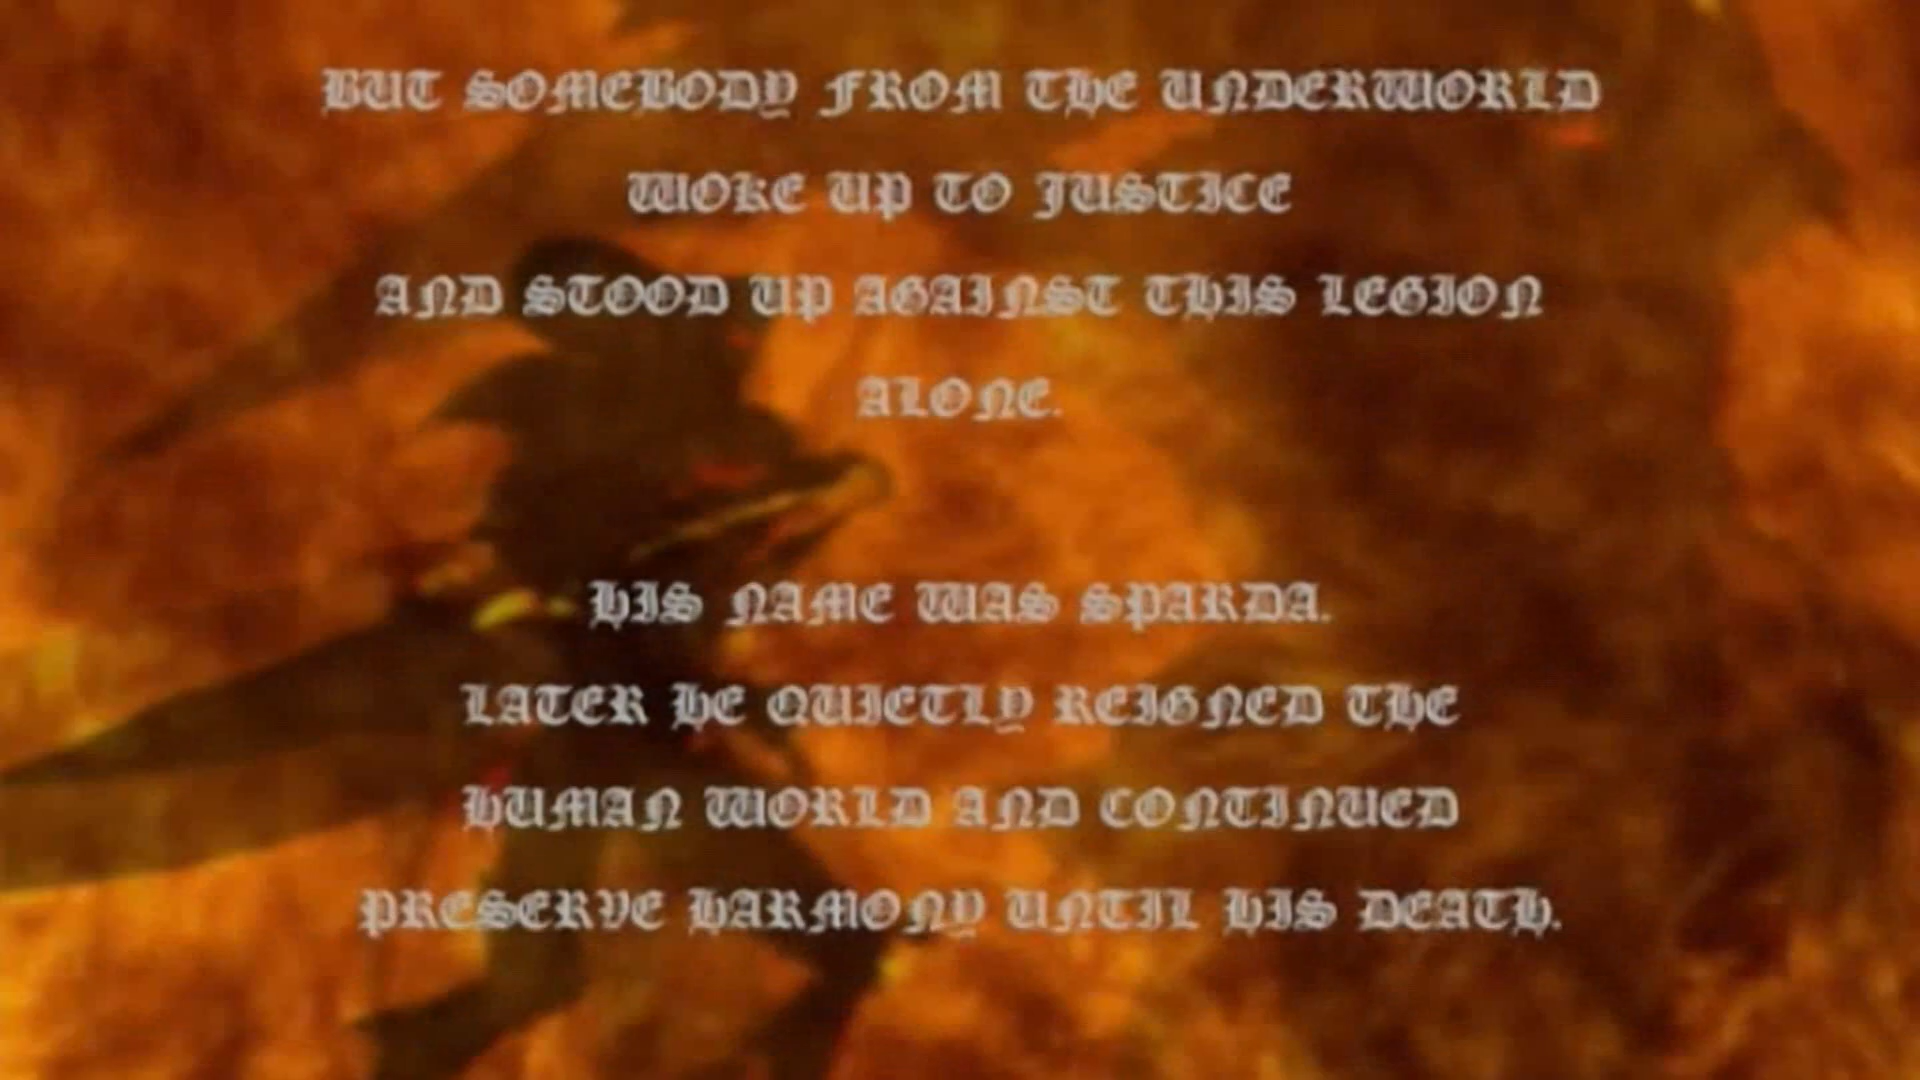 BUT SOMEBODY FROM THE UNDERWORLD
WOKE UP TO JUSTICE
AND STOOD UP AGAINST THIS LEGION
ALONE.
HIS NAME WAS SPARDA.
LATER HE QUIETLY REIGNED THE
HUMAN WORLD AND CONTINUED
PRESERVE HARMONY UNTIL HIS DEATH.